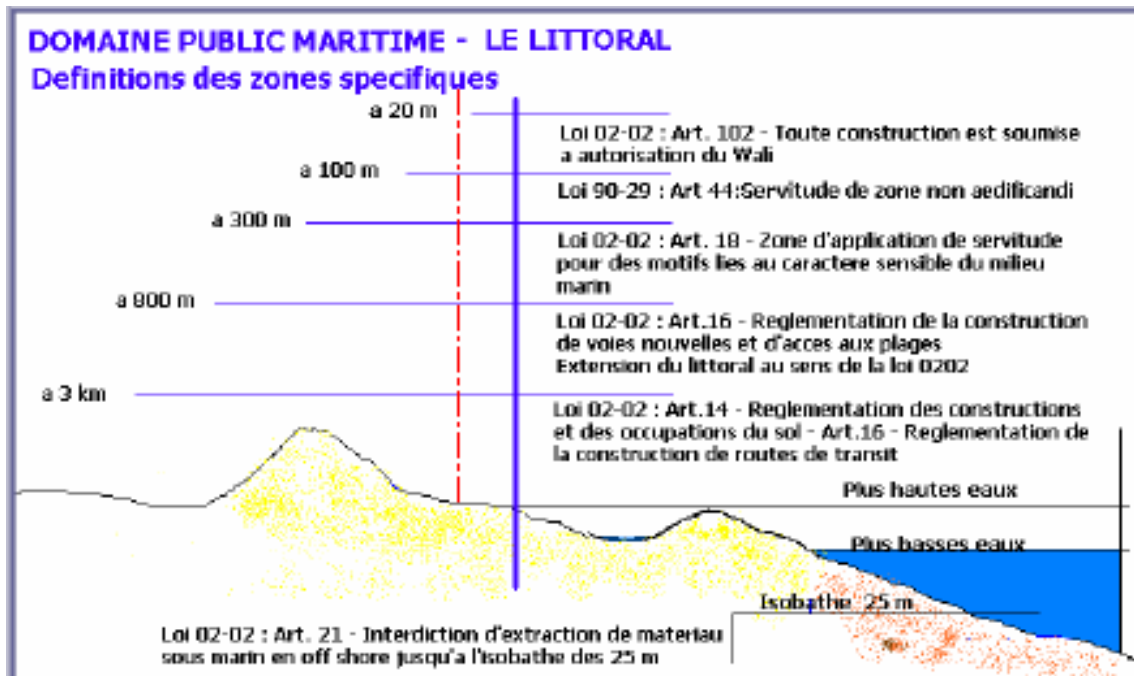 DOMAINE PUBLIC MARITIME - LE LITTORAL
Definitions des zones specifiques
a 20 m
Loi 02-02 : Art. 102 - Toute construction est soumise
a autorisation du Wali
a 100 m
Loi 90-29 : Art 44:Servitude de zone non aedificandi
a 300 m
Loi 02-02 : Art. 18 - Zone d'application de servitude
pour des motifs lies au caractere sensible du milieu
marin
a 800 m
Loi 02-02 : Art.16 - Reglementation de la construction
de voies nouvelles et d'acces aux plages
Extension du littoral au sens de la loi 0202
a 3 km
Loi 02-02 : Art.14 - Reglementation des constructions
et des occupations du sol - Art.16 - Reglementation de
la construction de routes de transit
Plus hautes eaux
Plus basses eaux
Isobathe 25 m
Loi 02-02 : Art. 21 - Interdiction d'extraction de materiau
sous marin en off shore jusqu'a l'isobathe des 25 m